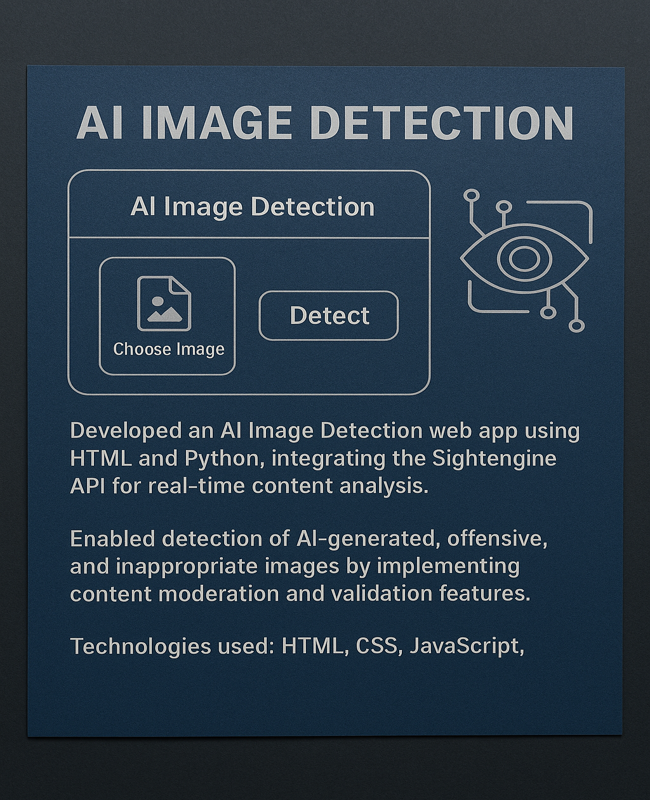 AI IMAGE DETECTION
AI Image Detection
Choose Image
Detect
Developed an AI Image Detection web app using
HTML and Python, integrating the Sightengine
API for real-time content analysis.
Enabled detection of AI-generated, offensive,
and inappropriate images by implementing
content moderation and validation features.
Technologies used: HTML, CSS, JavaScript,